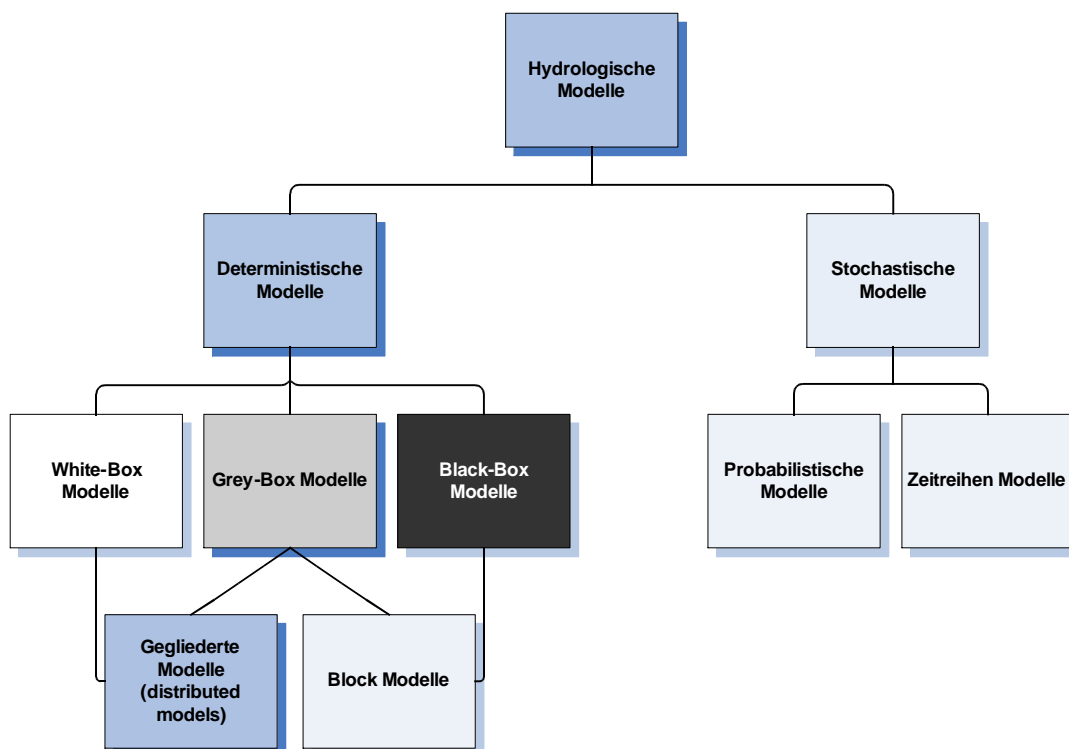 Hydrologische
Modelle
Deterministische
Modelle
Stochastische
Modelle
White-Box
Modelle
Grey-Box Modelle
Black-Box
Modelle
Probabilistische
Modelle
Zeitreihen Modelle
Gegliederte
Modelle
(distributed
models)
Block Modelle